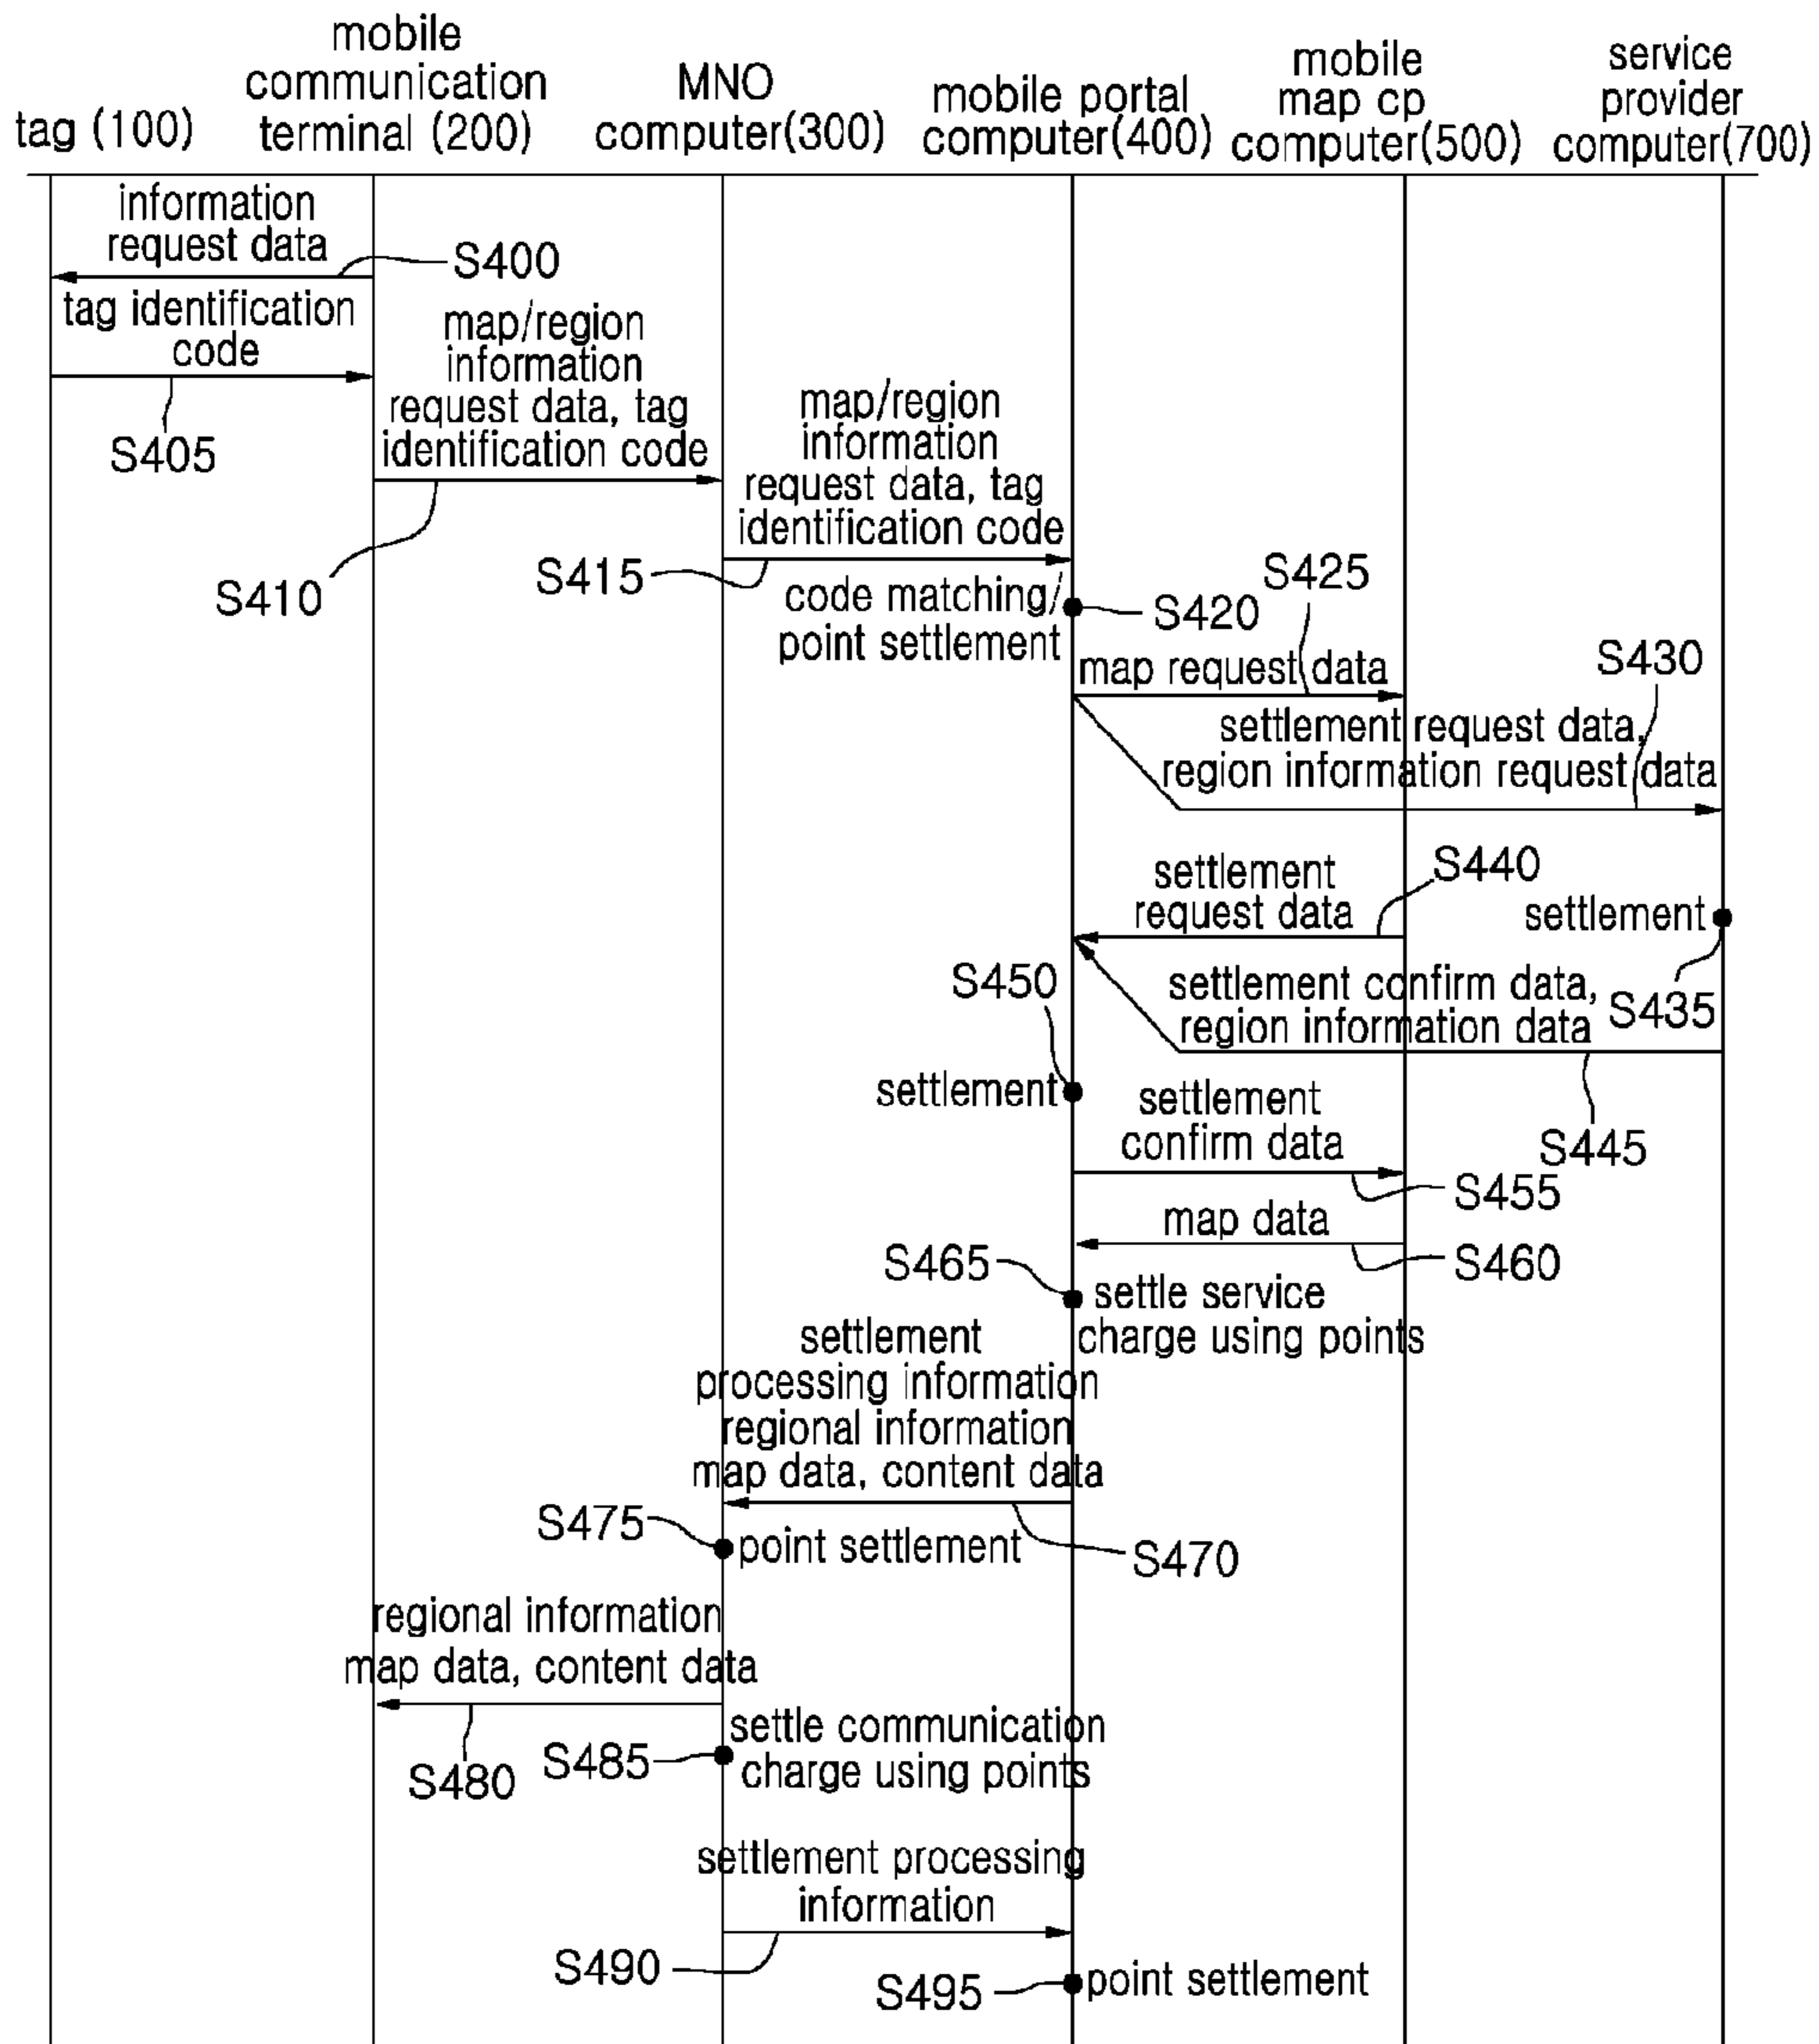 tag (100)
mobile
communication
terminal (200)
MNO
computer(300)
mobile portal
computer(400)
mobile
map cp
computer(500)
service
provider
computer(700)
information
request data
S400
tag identification
code
S405
map/region
information
request data, tag
identification code
S410
map/region
information
request data, tag
identification code
S415
code matching/
point settlement
S420
S425
map request data
S430
settlement request data,
region information request data
S440
settlement
request data
settlement
S435
settlement confirm data,
region information data
S445
S450
settlement
settlement
confirm data
S455
map data
S460
S465
settle service
charge using points
settlement
processing information
regional information
map data, content data
S470
S475
point settlement
regional information
map data, content data
S480
S485
settle communication
charge using points
settlement processing
information
S490
S495
point settlement